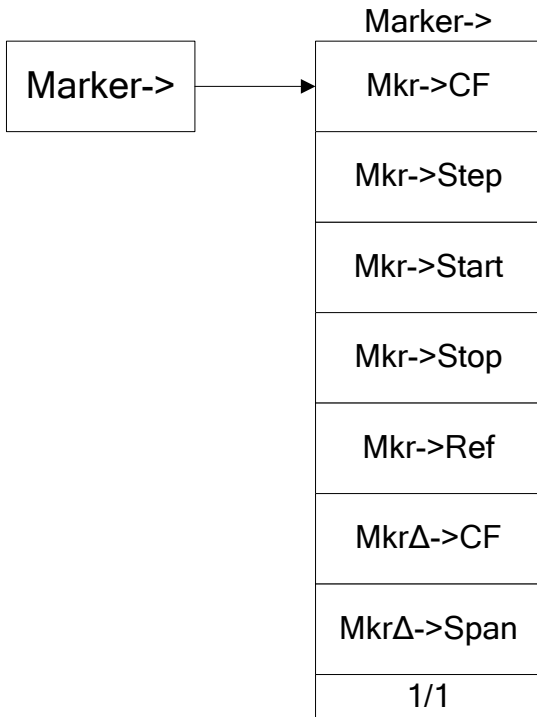 Marker->
Marker->
Mkr->CF
Mkr->Step
Mkr->Start
Mkr->Stop
Mkr->Ref
MkrΔ->CF
MkrΔ->Span
1/1